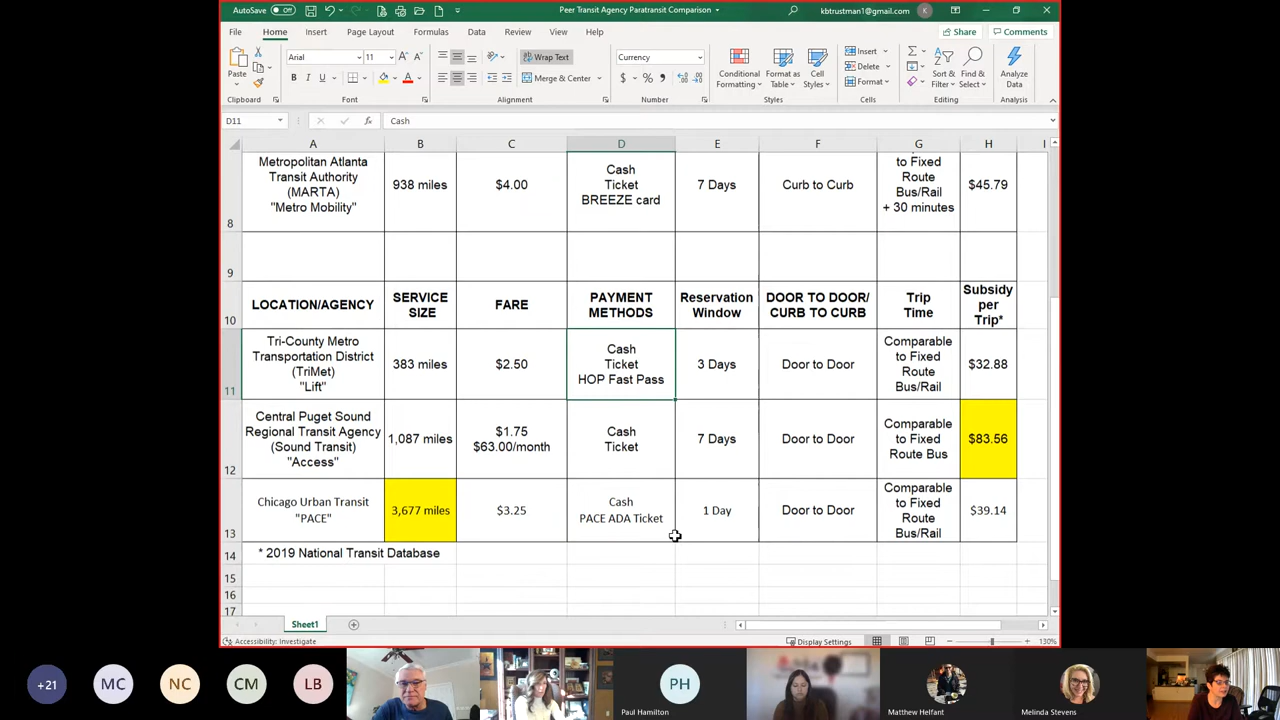 AutoSave Off
Peer Transit Agency Paratransit Comparison
kbtrustman1@gmail.com K
File Home Insert Page Layout Formulas Data Review View Help
Share Comments
Paste
Arial 11
Wrap Text
Merge & Center
Currency
Conditional Formatting
Format as Table
Cell Styles
Insert
Delete
Format
Sort & Filter
Find & Select
Analyze Data
Clipboard Font Alignment Number Styles Cells Editing Analysis
D11 fx Cash
A B C D E F G H I
8 Metropolitan Atlanta Transit Authority (MARTA) "Metro Mobility" 938 miles $4.00 Cash Ticket BREEZE card 7 Days Curb to Curb to Fixed Route Bus/Rail + 30 minutes $45.79
9
10 LOCATION/AGENCY SERVICE SIZE FARE PAYMENT METHODS Reservation Window DOOR TO DOOR/ CURB TO CURB Trip Time Subsidy per Trip*
11 Tri-County Metro Transportation District (TriMet) "Lift" 383 miles $2.50 Cash Ticket HOP Fast Pass 3 Days Door to Door Comparable to Fixed Route Bus/Rail $32.88
12 Central Puget Sound Regional Transit Agency (Sound Transit) "Access" 1,087 miles $1.75 $63.00/month Cash Ticket 7 Days Door to Door Comparable to Fixed Route Bus $83.56
13 Chicago Urban Transit "PACE" 3,677 miles $3.25 Cash PACE ADA Ticket 1 Day Door to Door Comparable to Fixed Route Bus/Rail $39.14
14 * 2019 National Transit Database
15
16
17
Sheet1
Accessibility: Investigate
Display Settings
130%
+21 MC NC CM LB PH
Paul Hamilton
Matthew Helfant
Melinda Stevens